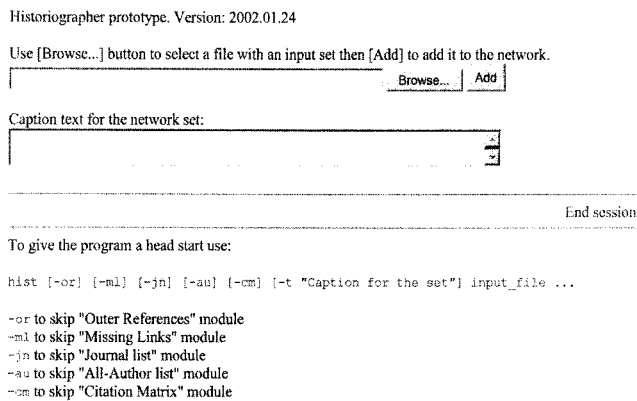 Historiographer prototype. Version: 2002.01.24
Use [Browse...] button to select a file with an input set then [Add] to add it to the network.
Browse... Add
Caption text for the network set:
End session
To give the program a head start use:
hist [-or] [-ml] [-jn] [-au] [-cm] [-t "Caption for the set"] input_file ...
-or to skip "Outer References" module
-ml to skip "Missing Links" module
-jn to skip "Journal list" module
-au to skip "All-Author list" module
-cm to skip "Citation Matrix" module